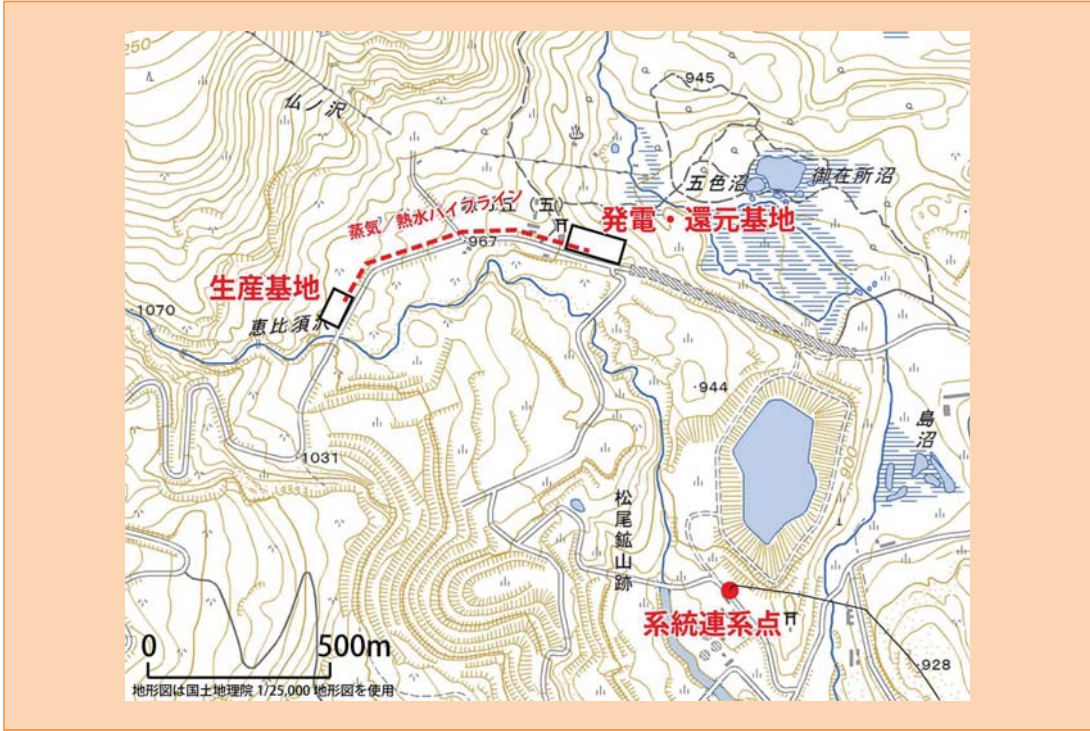 250
945
仏ノ沢
五色沼
御在所沼
蒸気/熱水パイプライン
(五)
発電・還元基地
967
生産基地
1070
恵比須沢
944
島沼
900
1031
松尾鉱山跡
系統連系点
928
0 500m
地形図は国土地理院 1/25,000 地形図を使用